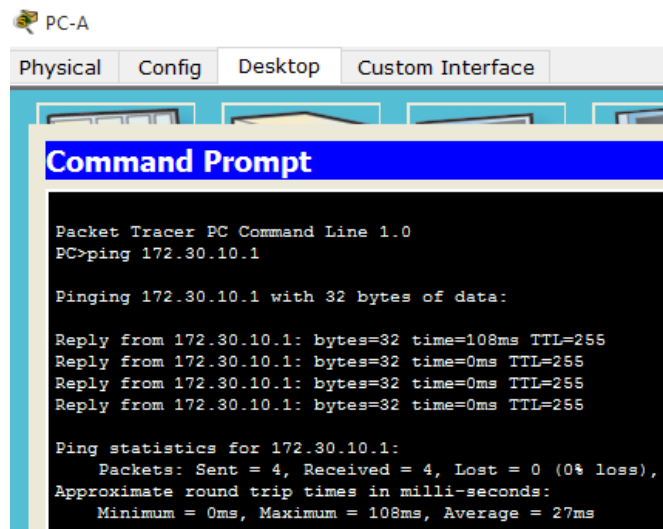 PC-A
Physical Config Desktop Custom Interface
Command Prompt
Packet Tracer PC Command Line 1.0
PC>ping 172.30.10.1
Pinging 172.30.10.1 with 32 bytes of data:
Reply from 172.30.10.1: bytes=32 time=108ms TTL=255
Reply from 172.30.10.1: bytes=32 time=0ms TTL=255
Reply from 172.30.10.1: bytes=32 time=0ms TTL=255
Reply from 172.30.10.1: bytes=32 time=0ms TTL=255
Ping statistics for 172.30.10.1:
Packets: Sent = 4, Received = 4, Lost = 0 (0% loss),
Approximate round trip times in milli-seconds:
Minimum = 0ms, Maximum = 108ms, Average = 27ms